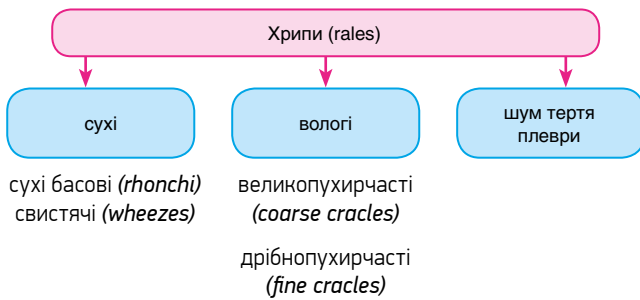 Хрипи (rales)
сухі
вологі
шум тертя
плеври
сухі басові (rhonchi)
свистячі (wheezes)
великопухирчасті
(coarse cracles)
дрібнопухирчасті
(fine cracles)